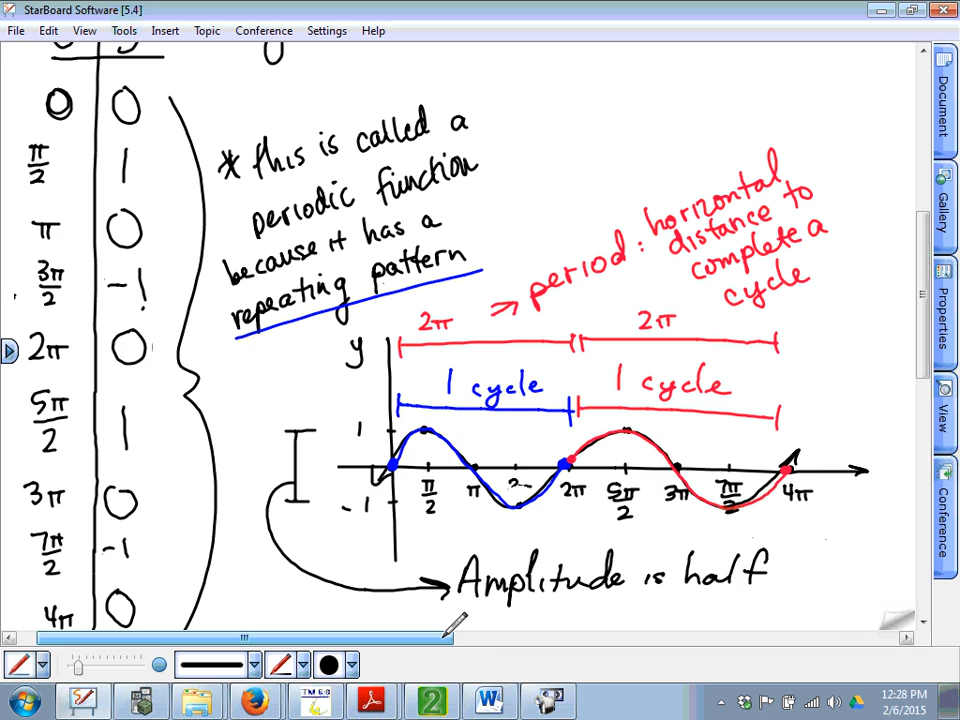 StarBoard Software [5.4]
File Edit View Tools Insert Topic Conference Settings Help
0 0
π/2 1
π 0
3π/2 -1
2π 0
5π/2 1
3π 0
7π/2 -1
4π 0
* this is called a
periodic function
because it has a
repeating pattern
→ period : horizontal
distance to
complete a
cycle
2π 2π
y
1 cycle 1 cycle
1
-1
π/2 π 2π 5π/2 3π 7π/2 4π
Amplitude is half
Document
Gallery
Properties
View
Conference
12:28 PM
2/6/2015